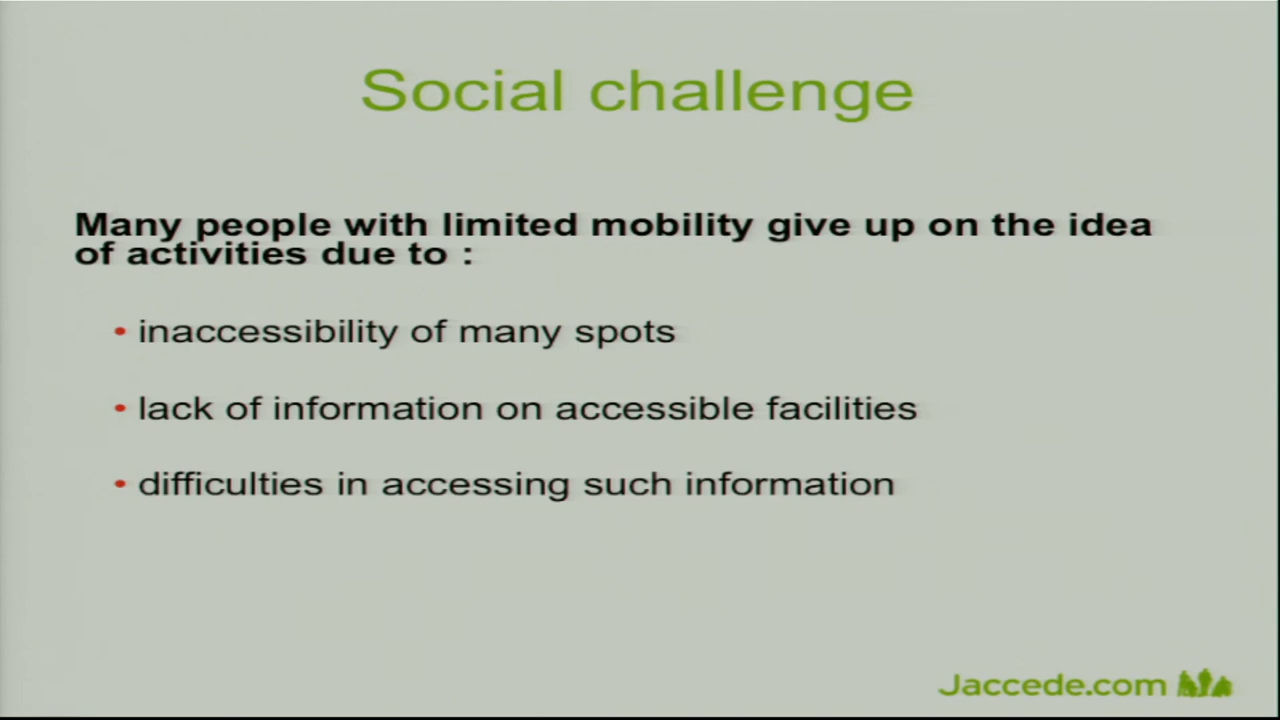 Social challenge
Many people with limited mobility give up on the idea
of activities due to :
• inaccessibility of many spots
• lack of information on accessible facilities
• difficulties in accessing such information
Jaccede.com